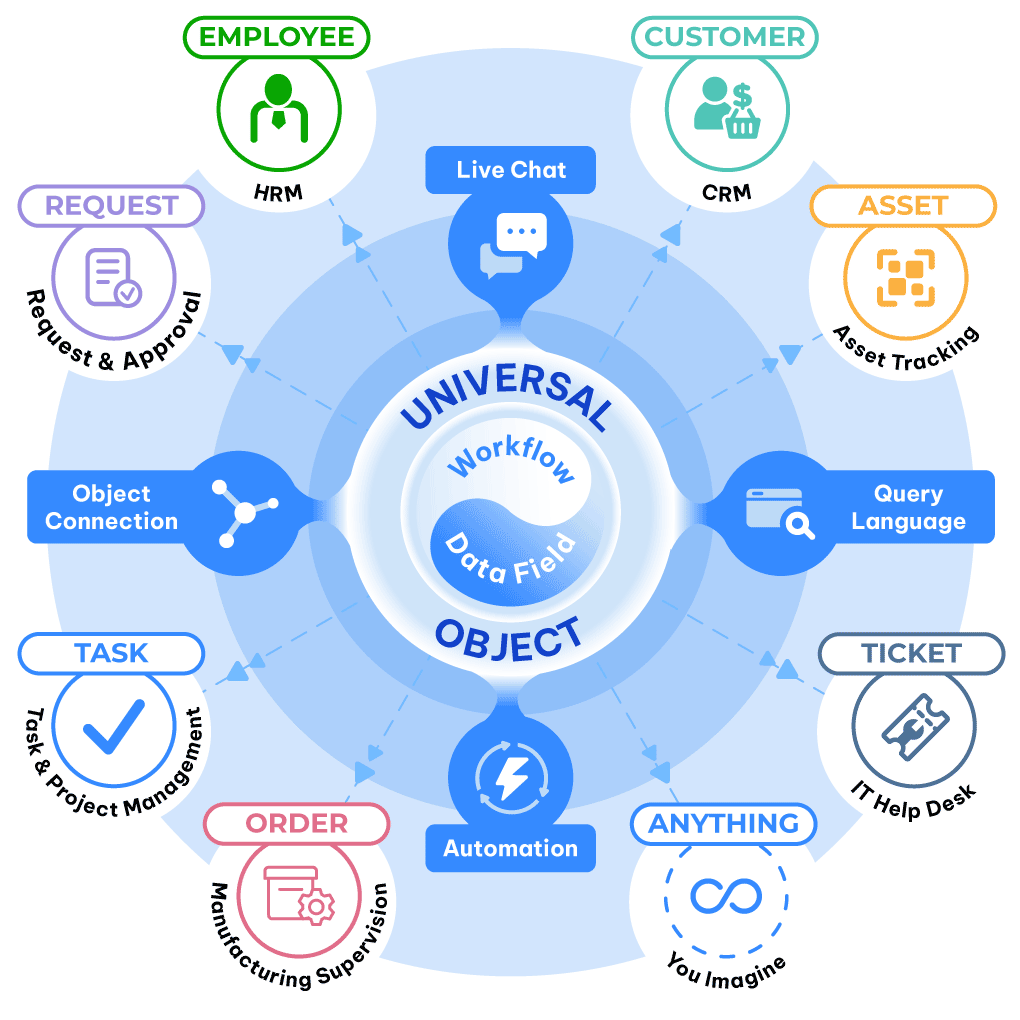 EMPLOYEE
HRM
CUSTOMER
CRM
REQUEST
Request & Approval
Live Chat
ASSET
Asset Tracking
UNIVERSAL
Workflow
Data Field
OBJECT
Object
Connection
Query
Language
TASK
Task & Project Management
TICKET
IT Help Desk
ORDER
Manufacturing Supervision
Automation
ANYTHING
You Imagine